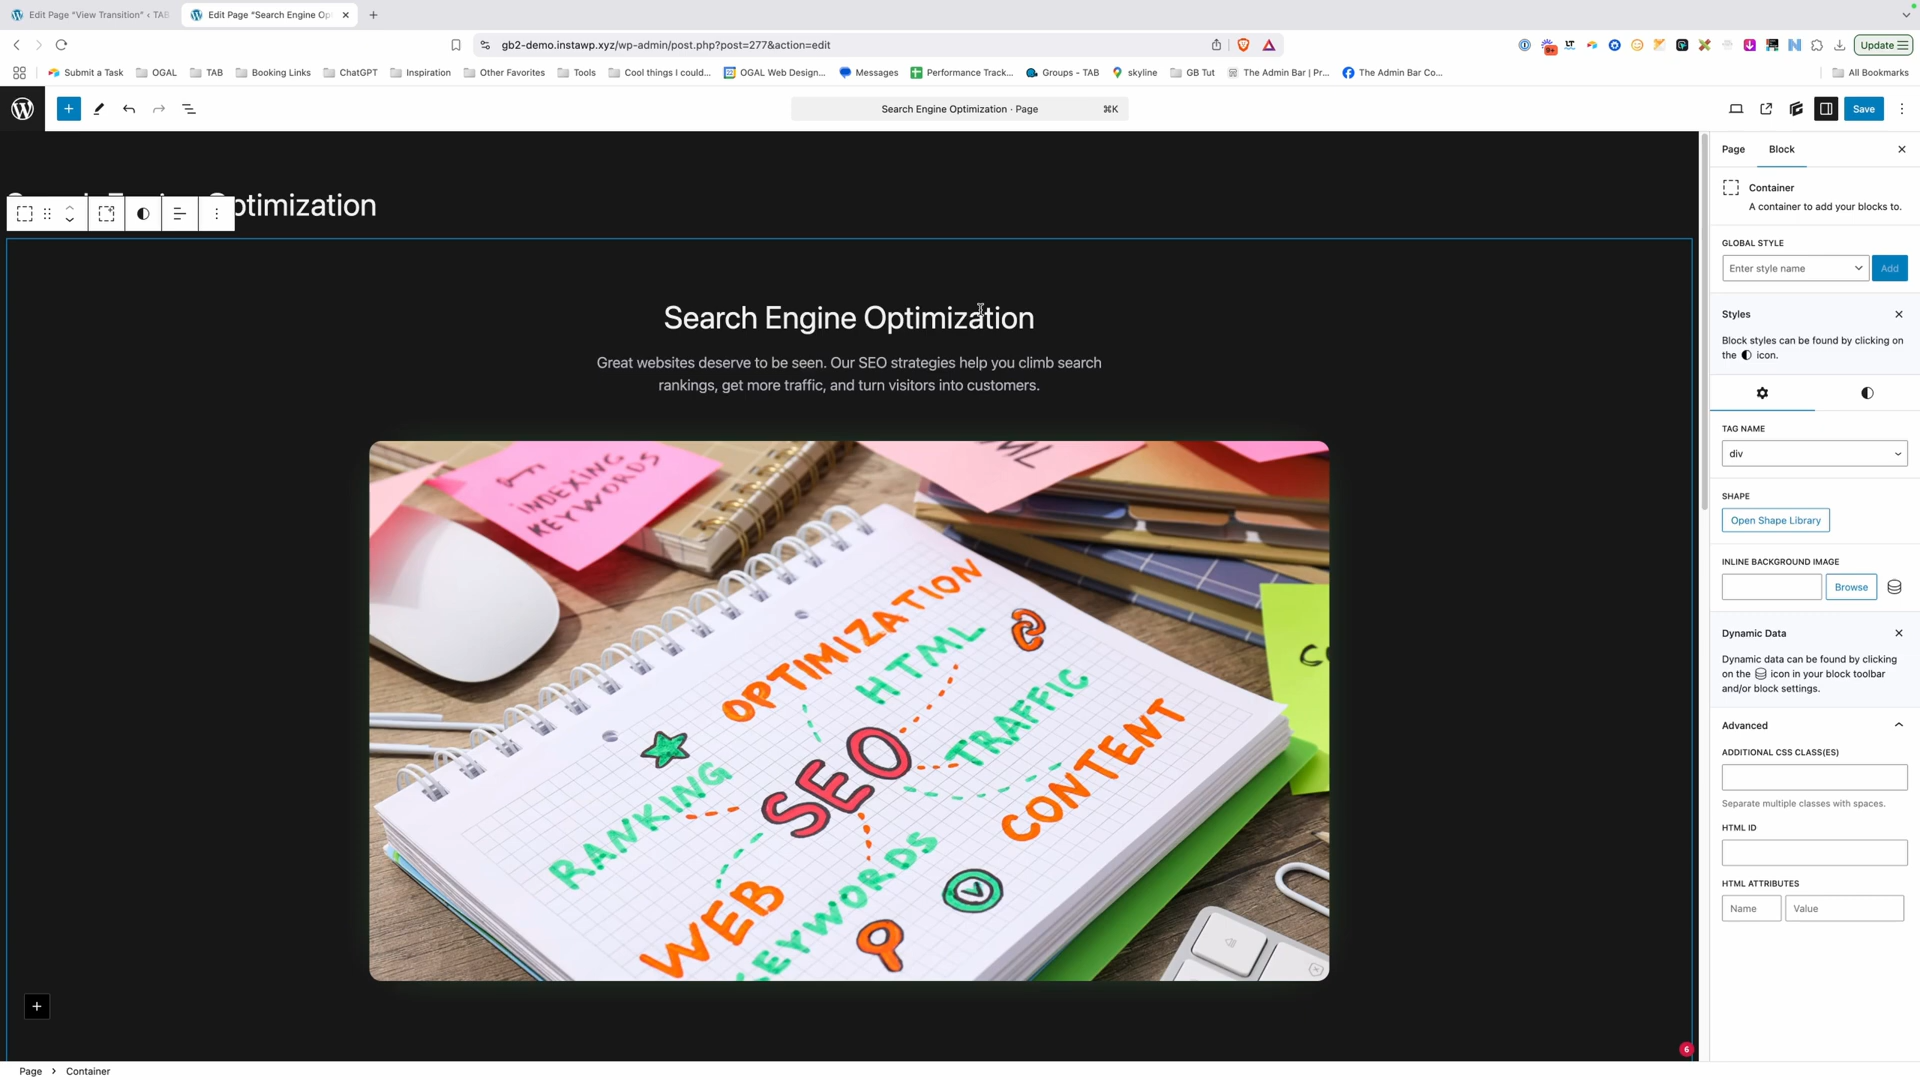 Edit Page "View Transition" ‹ TAB
Edit Page "Search Engine Op
gb2-demo.instawp.xyz/wp-admin/post.php?post=277&action=edit
9+
LT
Update
Submit a Task
OGAL
TAB
Booking Links
ChatGPT
Inspiration
Other Favorites
Tools
Cool things I could...
OGAL Web Design...
Messages
Performance Track...
Groups - TAB
skyline
GB Tut
The Admin Bar | Pr...
The Admin Bar Co...
All Bookmarks
Search Engine Optimization · Page
⌘K
Save
Optimization
Page
Block
Container
A container to add your blocks to.
GLOBAL STYLE
Enter style name
Add
Styles
Block styles can be found by clicking on
the icon.
TAG NAME
div
SHAPE
Open Shape Library
INLINE BACKGROUND IMAGE
Browse
Dynamic Data
Dynamic data can be found by clicking
on the icon in your block toolbar
and/or block settings.
Advanced
ADDITIONAL CSS CLASS(ES)
Separate multiple classes with spaces.
HTML ID
HTML ATTRIBUTES
Name
Value
Search Engine Optimization
Great websites deserve to be seen. Our SEO strategies help you climb search
rankings, get more traffic, and turn visitors into customers.
INDEXING
KEYWORDS
OPTIMIZATION
HTML
TRAFFIC
CONTENT
SEO
RANKING
WEB
KEYWORDS
6
Page
Container